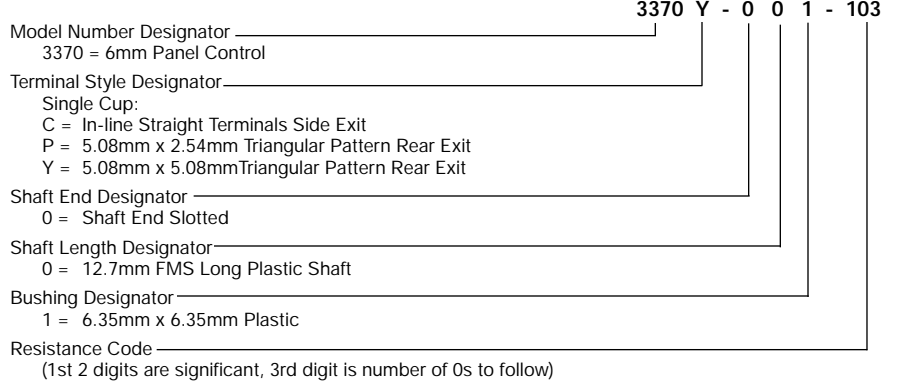 3370 Y - 0 0 1 - 103
Model Number Designator
3370 = 6mm Panel Control
Terminal Style Designator
Single Cup:
C = In-line Straight Terminals Side Exit
P = 5.08mm x 2.54mm Triangular Pattern Rear Exit
Y = 5.08mm x 5.08mmTriangular Pattern Rear Exit
Shaft End Designator
0 = Shaft End Slotted
Shaft Length Designator
0 = 12.7mm FMS Long Plastic Shaft
Bushing Designator
1 = 6.35mm x 6.35mm Plastic
Resistance Code
(1st 2 digits are significant, 3rd digit is number of 0s to follow)